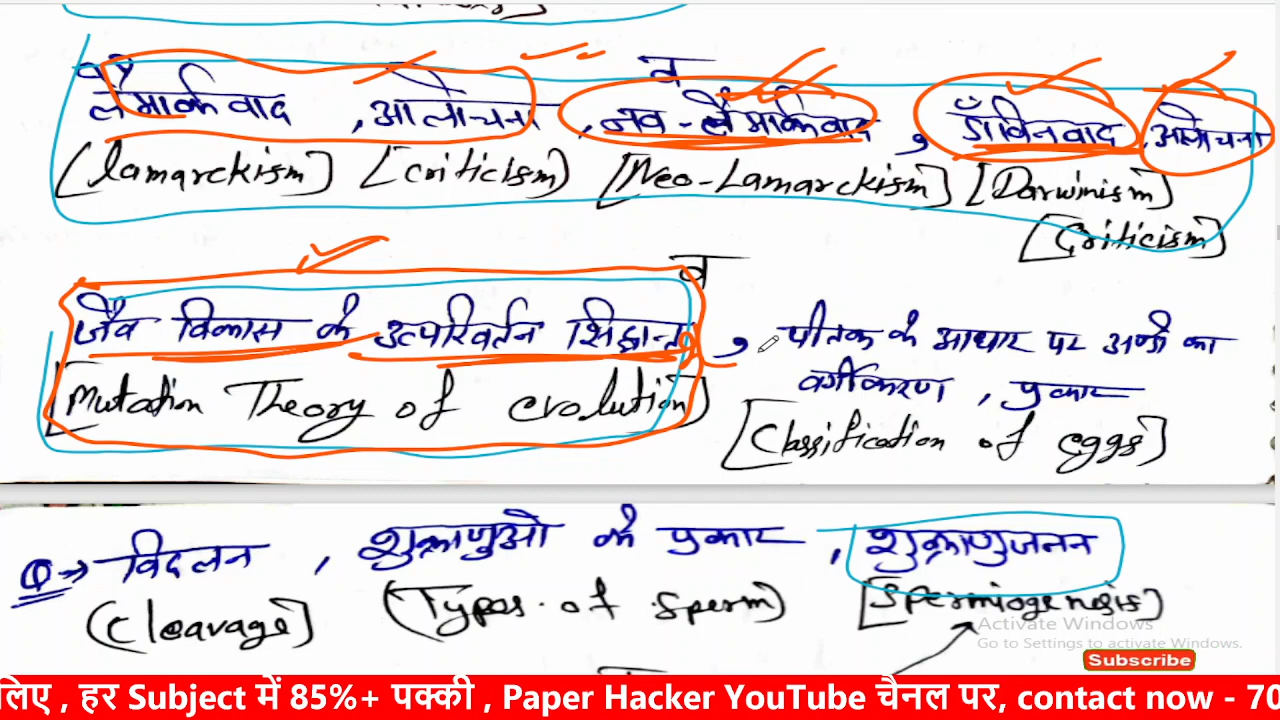 व
लैमार्कवाद , आलोचना , नव - लैमार्कवाद , डार्विनवाद , आलोचना
[lamarckism] [criticism) [Neo-Lamarckism] [Darwinism]
[Criticism]
व
जैव विकास के उत्परिवर्तन सिद्धान्त , पीतक के आधार पर अण्डों का
वर्गीकरण , प्रकार
[Mutation Theory of evolution] [Classification of eggs]
Q⇒ विदलन , शुक्राणुओ के प्रकार , शुक्राणुजनन
(Cleavage] (Types of sperm) [Spermiogenesis]
Activate Windows
Go to Settings to activate Windows.
Subscribe
लिए , हर Subject में 85%+ पक्की , Paper Hacker YouTube चैनल पर, contact now - 70